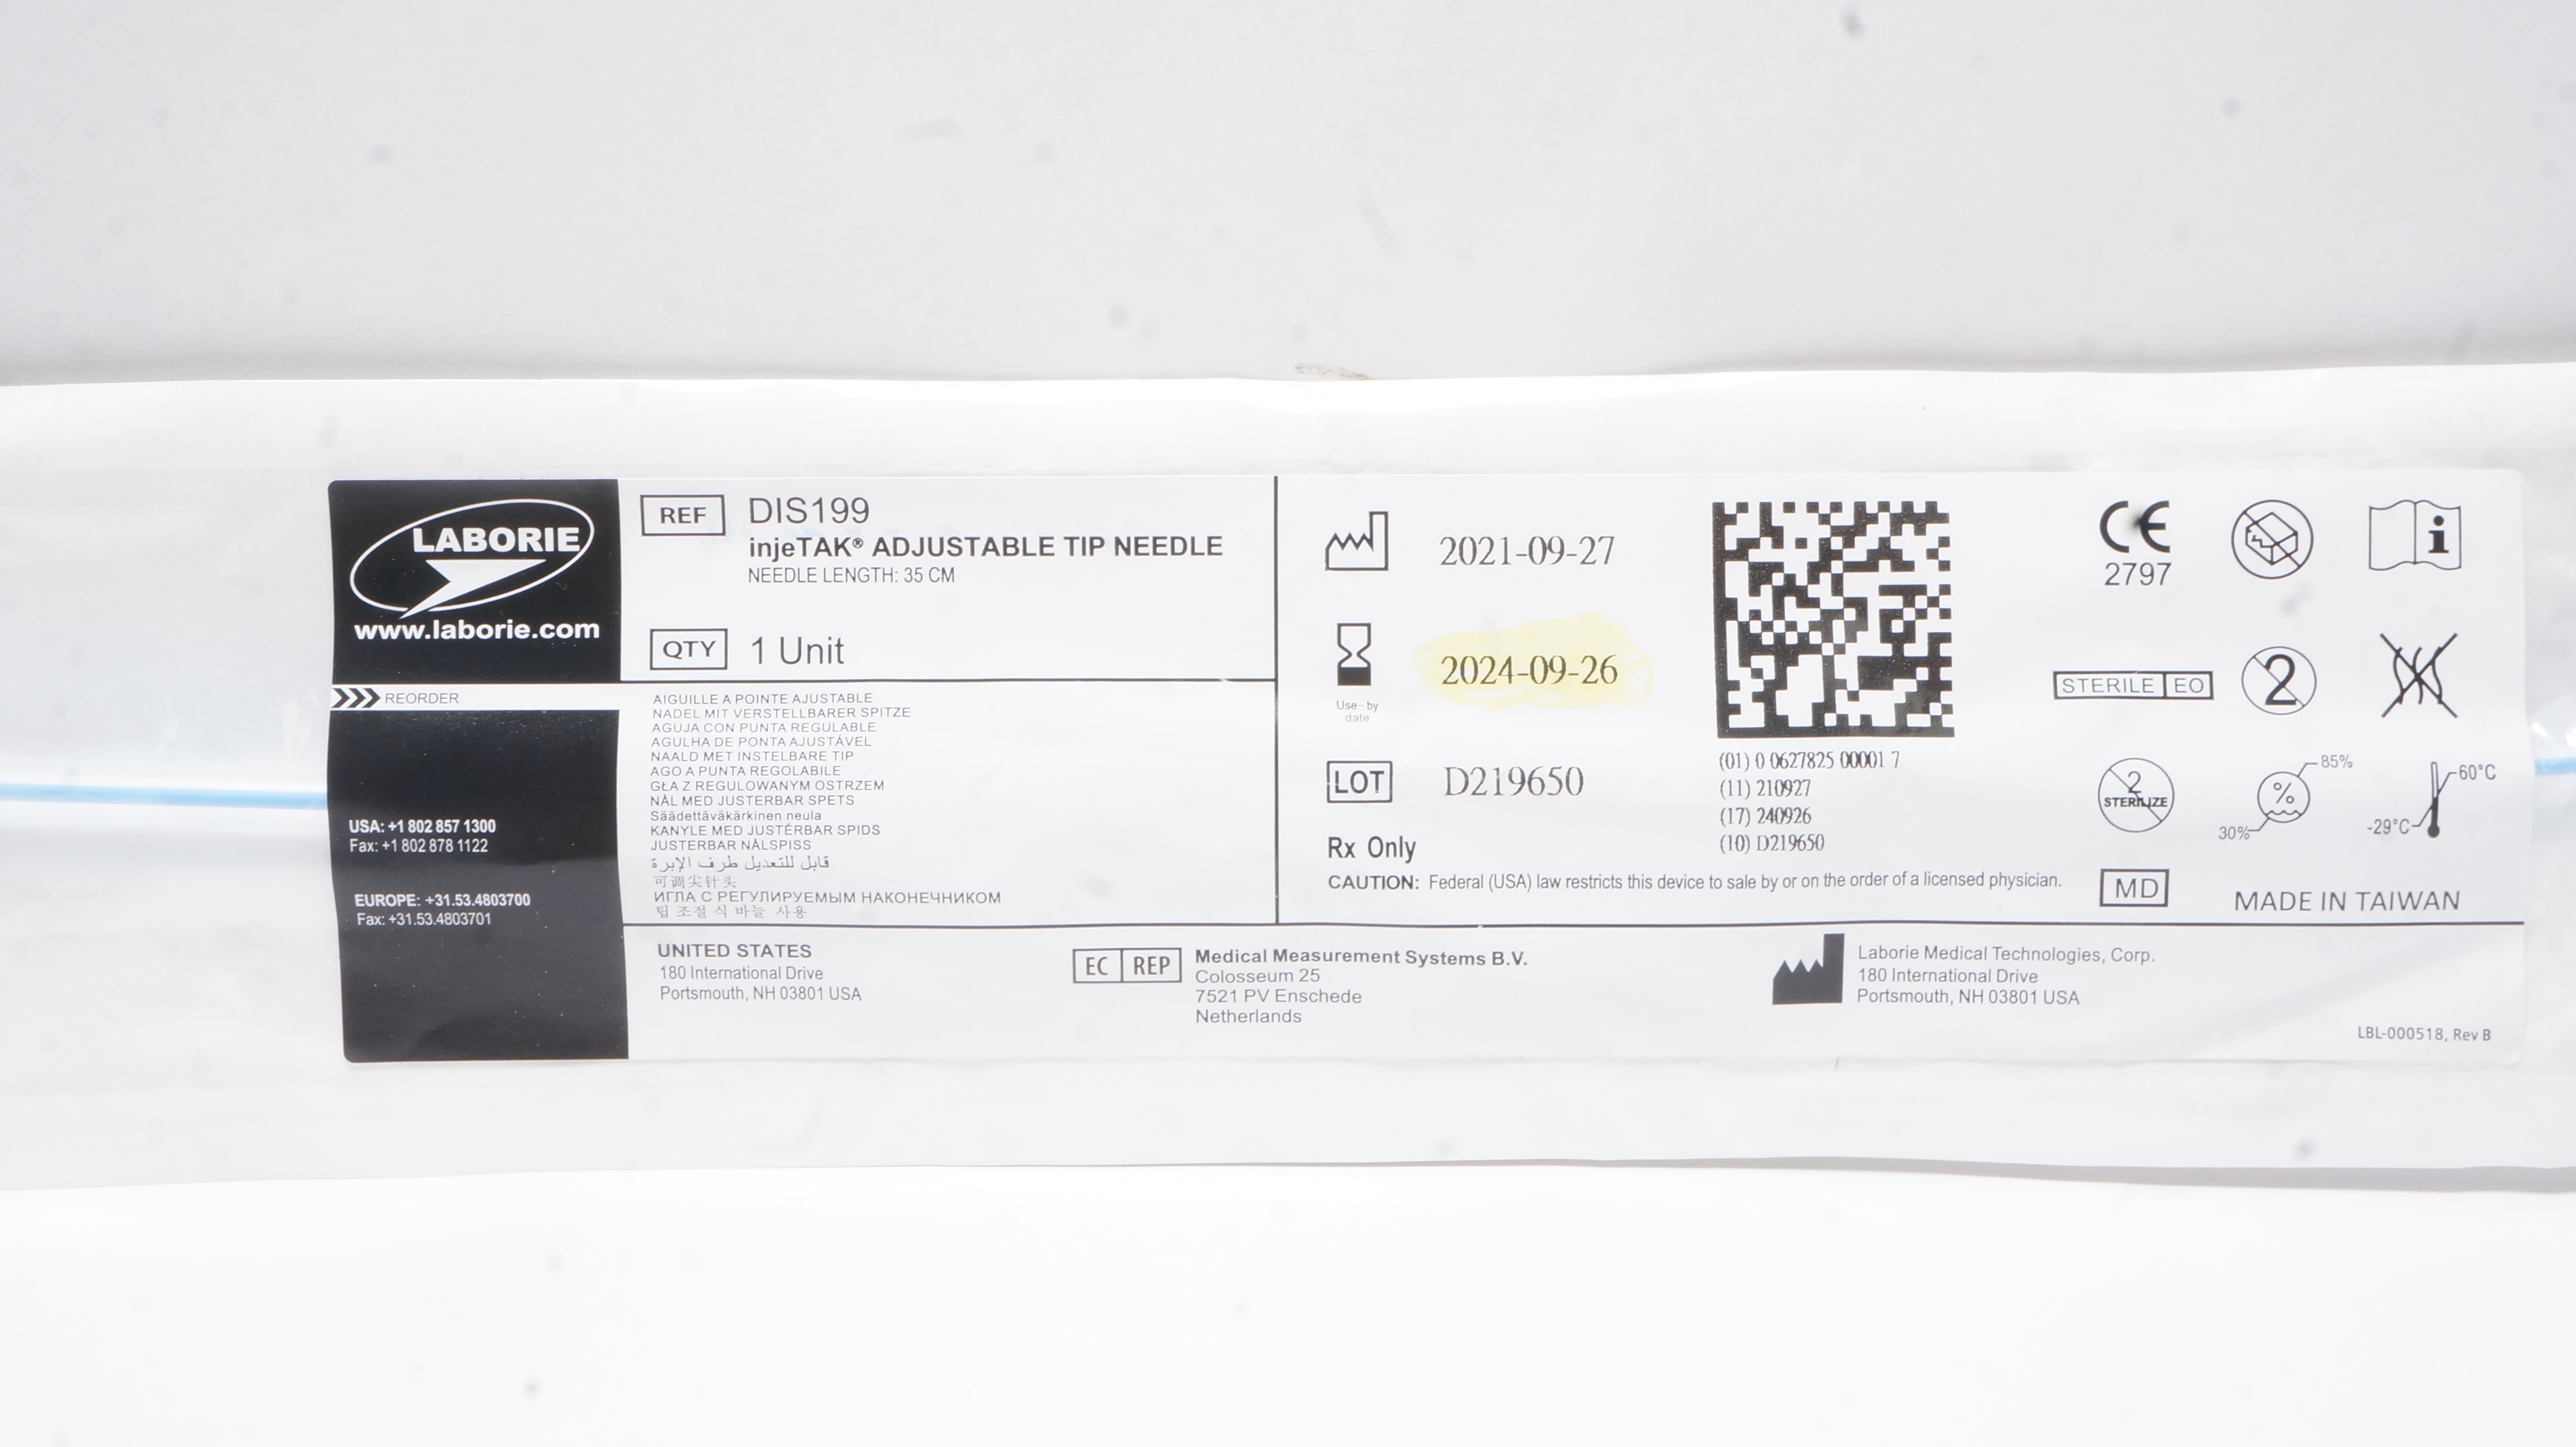 LABORIE
www.laborie.com
REORDER
USA: +1 802 857 1300
Fax: +1 802 878 1122
EUROPE: +31.53.4803700
Fax: +31.53.4803701
REF DIS199
injeTAK® ADJUSTABLE TIP NEEDLE
NEEDLE LENGTH: 35 CM
QTY 1 Unit
AIGUILLE A POINTE AJUSTABLE
NADEL MIT VERSTELLBARER SPITZE
AGUJA CON PUNTA REGULABLE
AGULHA DE PONTA AJUSTÁVEL
NAALD MET INSTELBARE TIP
AGO A PUNTA REGOLABILE
GŁA Z REGULOWANYM OSTRZEM
NÅL MED JUSTERBAR SPETS
Säädettäväkärkinen neula
KANYLE MED JUSTÉRBAR SPIDS
JUSTERBAR NÅLSPISS
قابل للتعديل طرف الإبرة
可调尖针头
ИГЛА С РЕГУЛИРУЕМЫМ НАКОНЕЧНИКОМ
팁 조절 식 바늘 사용
2021-09-27
2024-09-26
Use-by
date
LOT D219650
Rx Only
CAUTION: Federal (USA) law restricts this device to sale by or on the order of a licensed physician.
(01) 0 0627825 00001 7
(11) 210927
(17) 240926
(10) D219650
CE
2797
STERILE EO
2
2
STERILIZE
85%
%
30%
60°C
-29°C
MD
MADE IN TAIWAN
UNITED STATES
180 International Drive
Portsmouth, NH 03801 USA
EC REP
Medical Measurement Systems B.V.
Colosseum 25
7521 PV Enschede
Netherlands
Laborie Medical Technologies, Corp.
180 International Drive
Portsmouth, NH 03801 USA
LBL-000518, Rev B